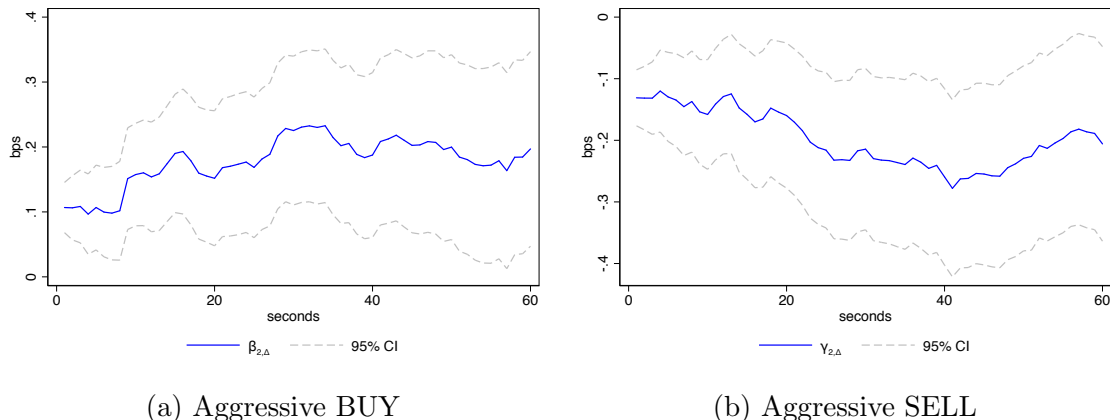 .4
.3
.2
.1
0
bps
0 20 40 60
seconds
β2,Δ 95% CI
(a) Aggressive BUY
0
-.1
-.2
-.3
-.4
bps
0 20 40 60
seconds
γ2,Δ 95% CI
(b) Aggressive SELL